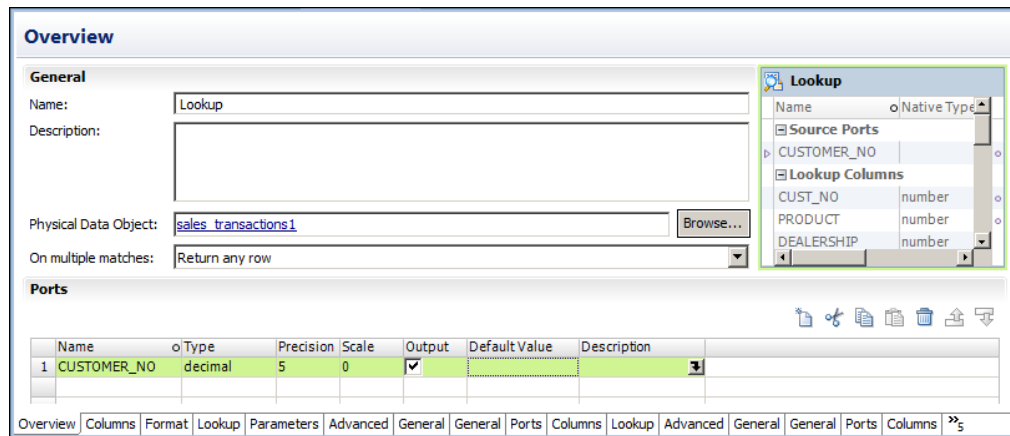 Overview
General
Name: Lookup
Description:
Physical Data Object: sales_transactions1 Browse...
On multiple matches: Return any row
Lookup
Name Native Type
Source Ports
CUSTOMER_NO
Lookup Columns
CUST_NO number
PRODUCT number
DEALERSHIP number
Ports
Name Type Precision Scale Output Default Value Description
1 CUSTOMER_NO decimal 5 0
Overview Columns Format Lookup Parameters Advanced General General Ports Columns Lookup Advanced General General Ports Columns »5